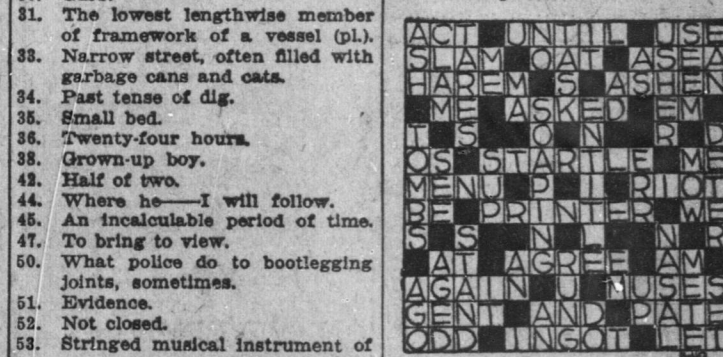 31. The lowest lengthwise member
of framework of a vessel (pl.).
33. Narrow street, often filled with
garbage cans and cats.
34. Past tense of dig.
35. Small bed.
36. Twenty-four hours.
38. Grown-up boy.
42. Half of two.
44. Where he—I will follow.
45. An incalculable period of time.
47. To bring to view.
50. What police do to bootlegging
joints, sometimes.
51. Evidence.
52. Not closed.
53. Stringed musical instrument of
ACT UNTIL USE
SLAM OAT ASEA
HAREM S ASHEN
ME ASKED EM
T S O N R D
OS STARTLE ME
MENU P I RIOT
BE PRINTER WE
S S N L N R
AT AGREE AM
AGAIN U USES
GENT AND PATE
ODD INGOT LET